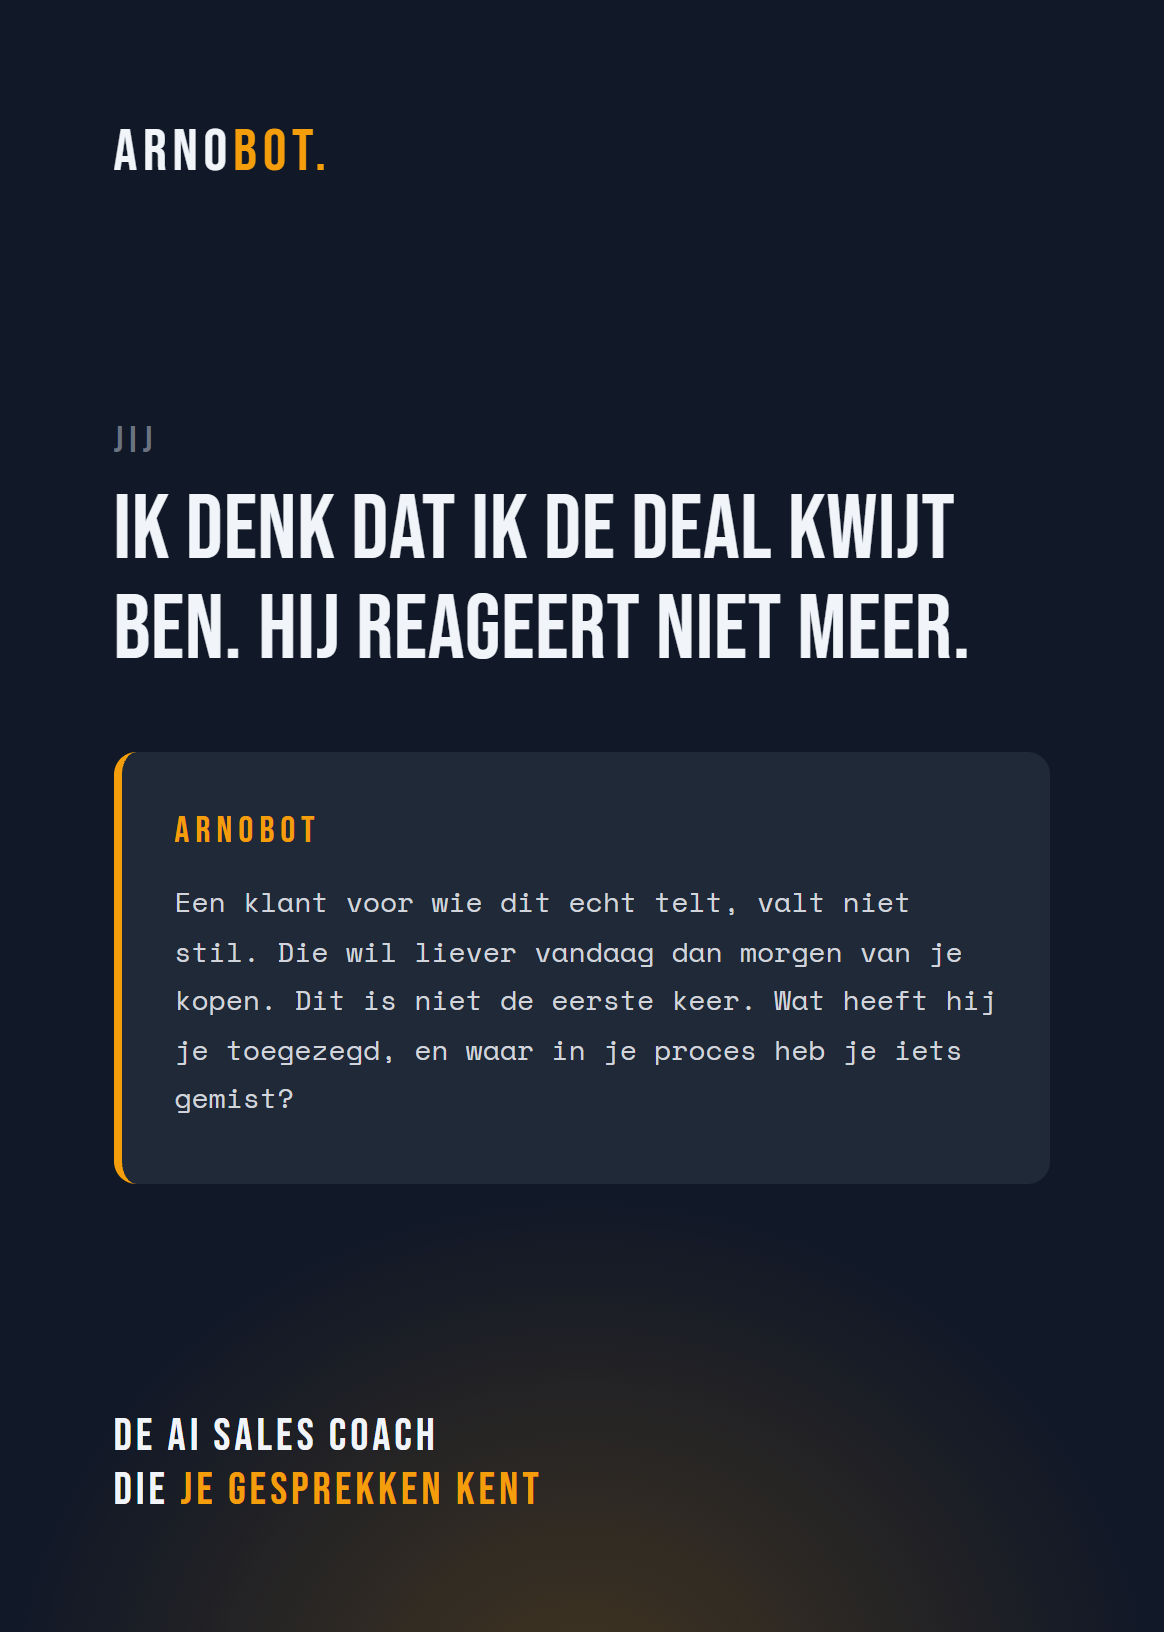 ARNOBOT.
JIJ
IK DENK DAT IK DE DEAL KWIJT
BEN. HIJ REAGEERT NIET MEER.
ARNOBOT
Een klant voor wie dit echt telt, valt niet
stil. Die wil liever vandaag dan morgen van je
kopen. Dit is niet de eerste keer. Wat heeft hij
je toegezegd, en waar in je proces heb je iets
gemist?
DE AI SALES COACH
DIE JE GESPREKKEN KENT